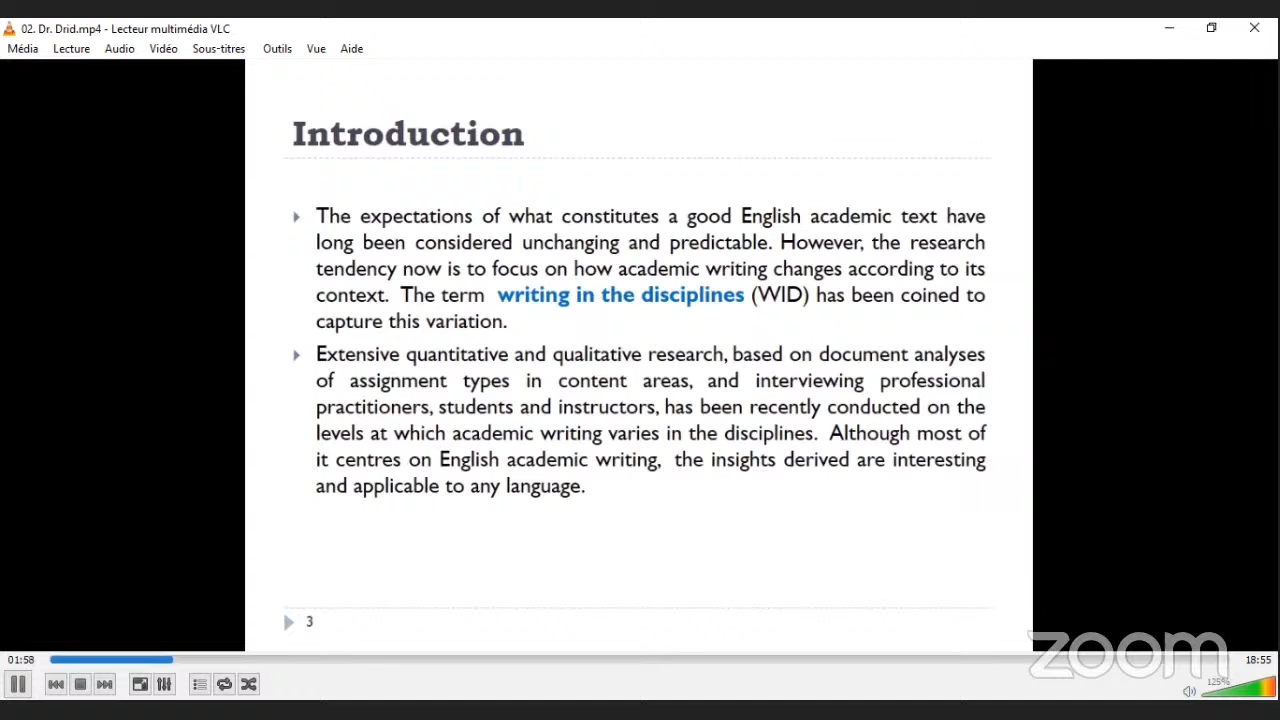 02. Dr. Drid.mp4 - Lecteur multimédia VLC
Média Lecture Audio Vidéo Sous-titres Outils Vue Aide
Introduction
The expectations of what constitutes a good English academic text have
long been considered unchanging and predictable. However, the research
tendency now is to focus on how academic writing changes according to its
context. The term writing in the disciplines (WID) has been coined to
capture this variation.
Extensive quantitative and qualitative research, based on document analyses
of assignment types in content areas, and interviewing professional
practitioners, students and instructors, has been recently conducted on the
levels at which academic writing varies in the disciplines. Although most of
it centres on English academic writing, the insights derived are interesting
and applicable to any language.
3
zoom
01:58
18:55
125%